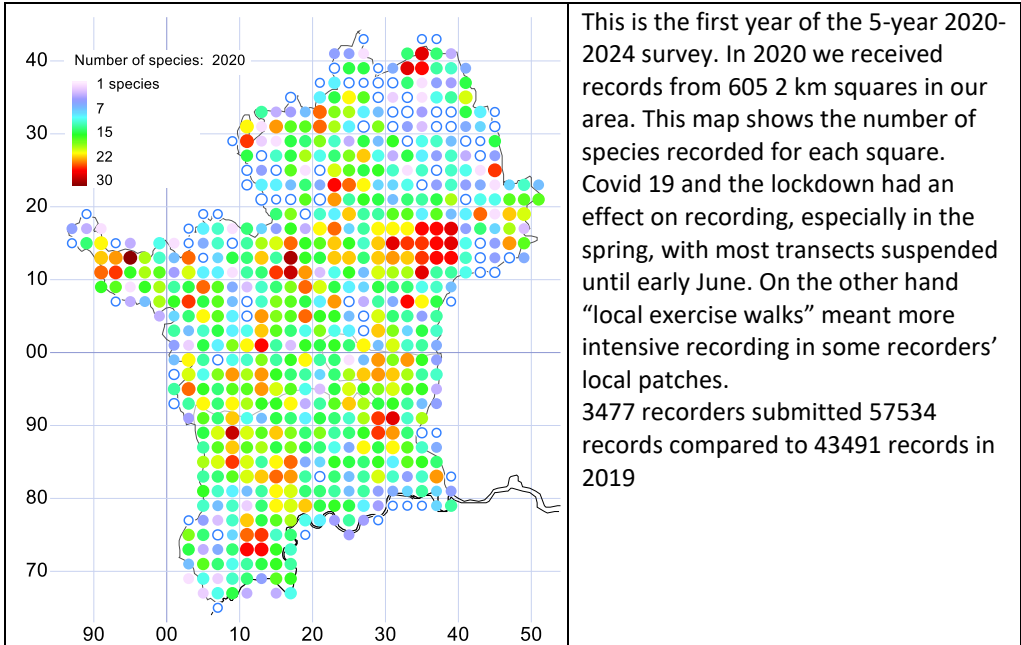 Number of species: 2020
1 species
7
15
22
30
40
30
20
10
00
90
80
70
90 00 10 20 30 40 50
This is the first year of the 5-year 2020-
2024 survey. In 2020 we received
records from 605 2 km squares in our
area. This map shows the number of
species recorded for each square.
Covid 19 and the lockdown had an
effect on recording, especially in the
spring, with most transects suspended
until early June. On the other hand
“local exercise walks” meant more
intensive recording in some recorders’
local patches.
3477 recorders submitted 57534
records compared to 43491 records in
2019